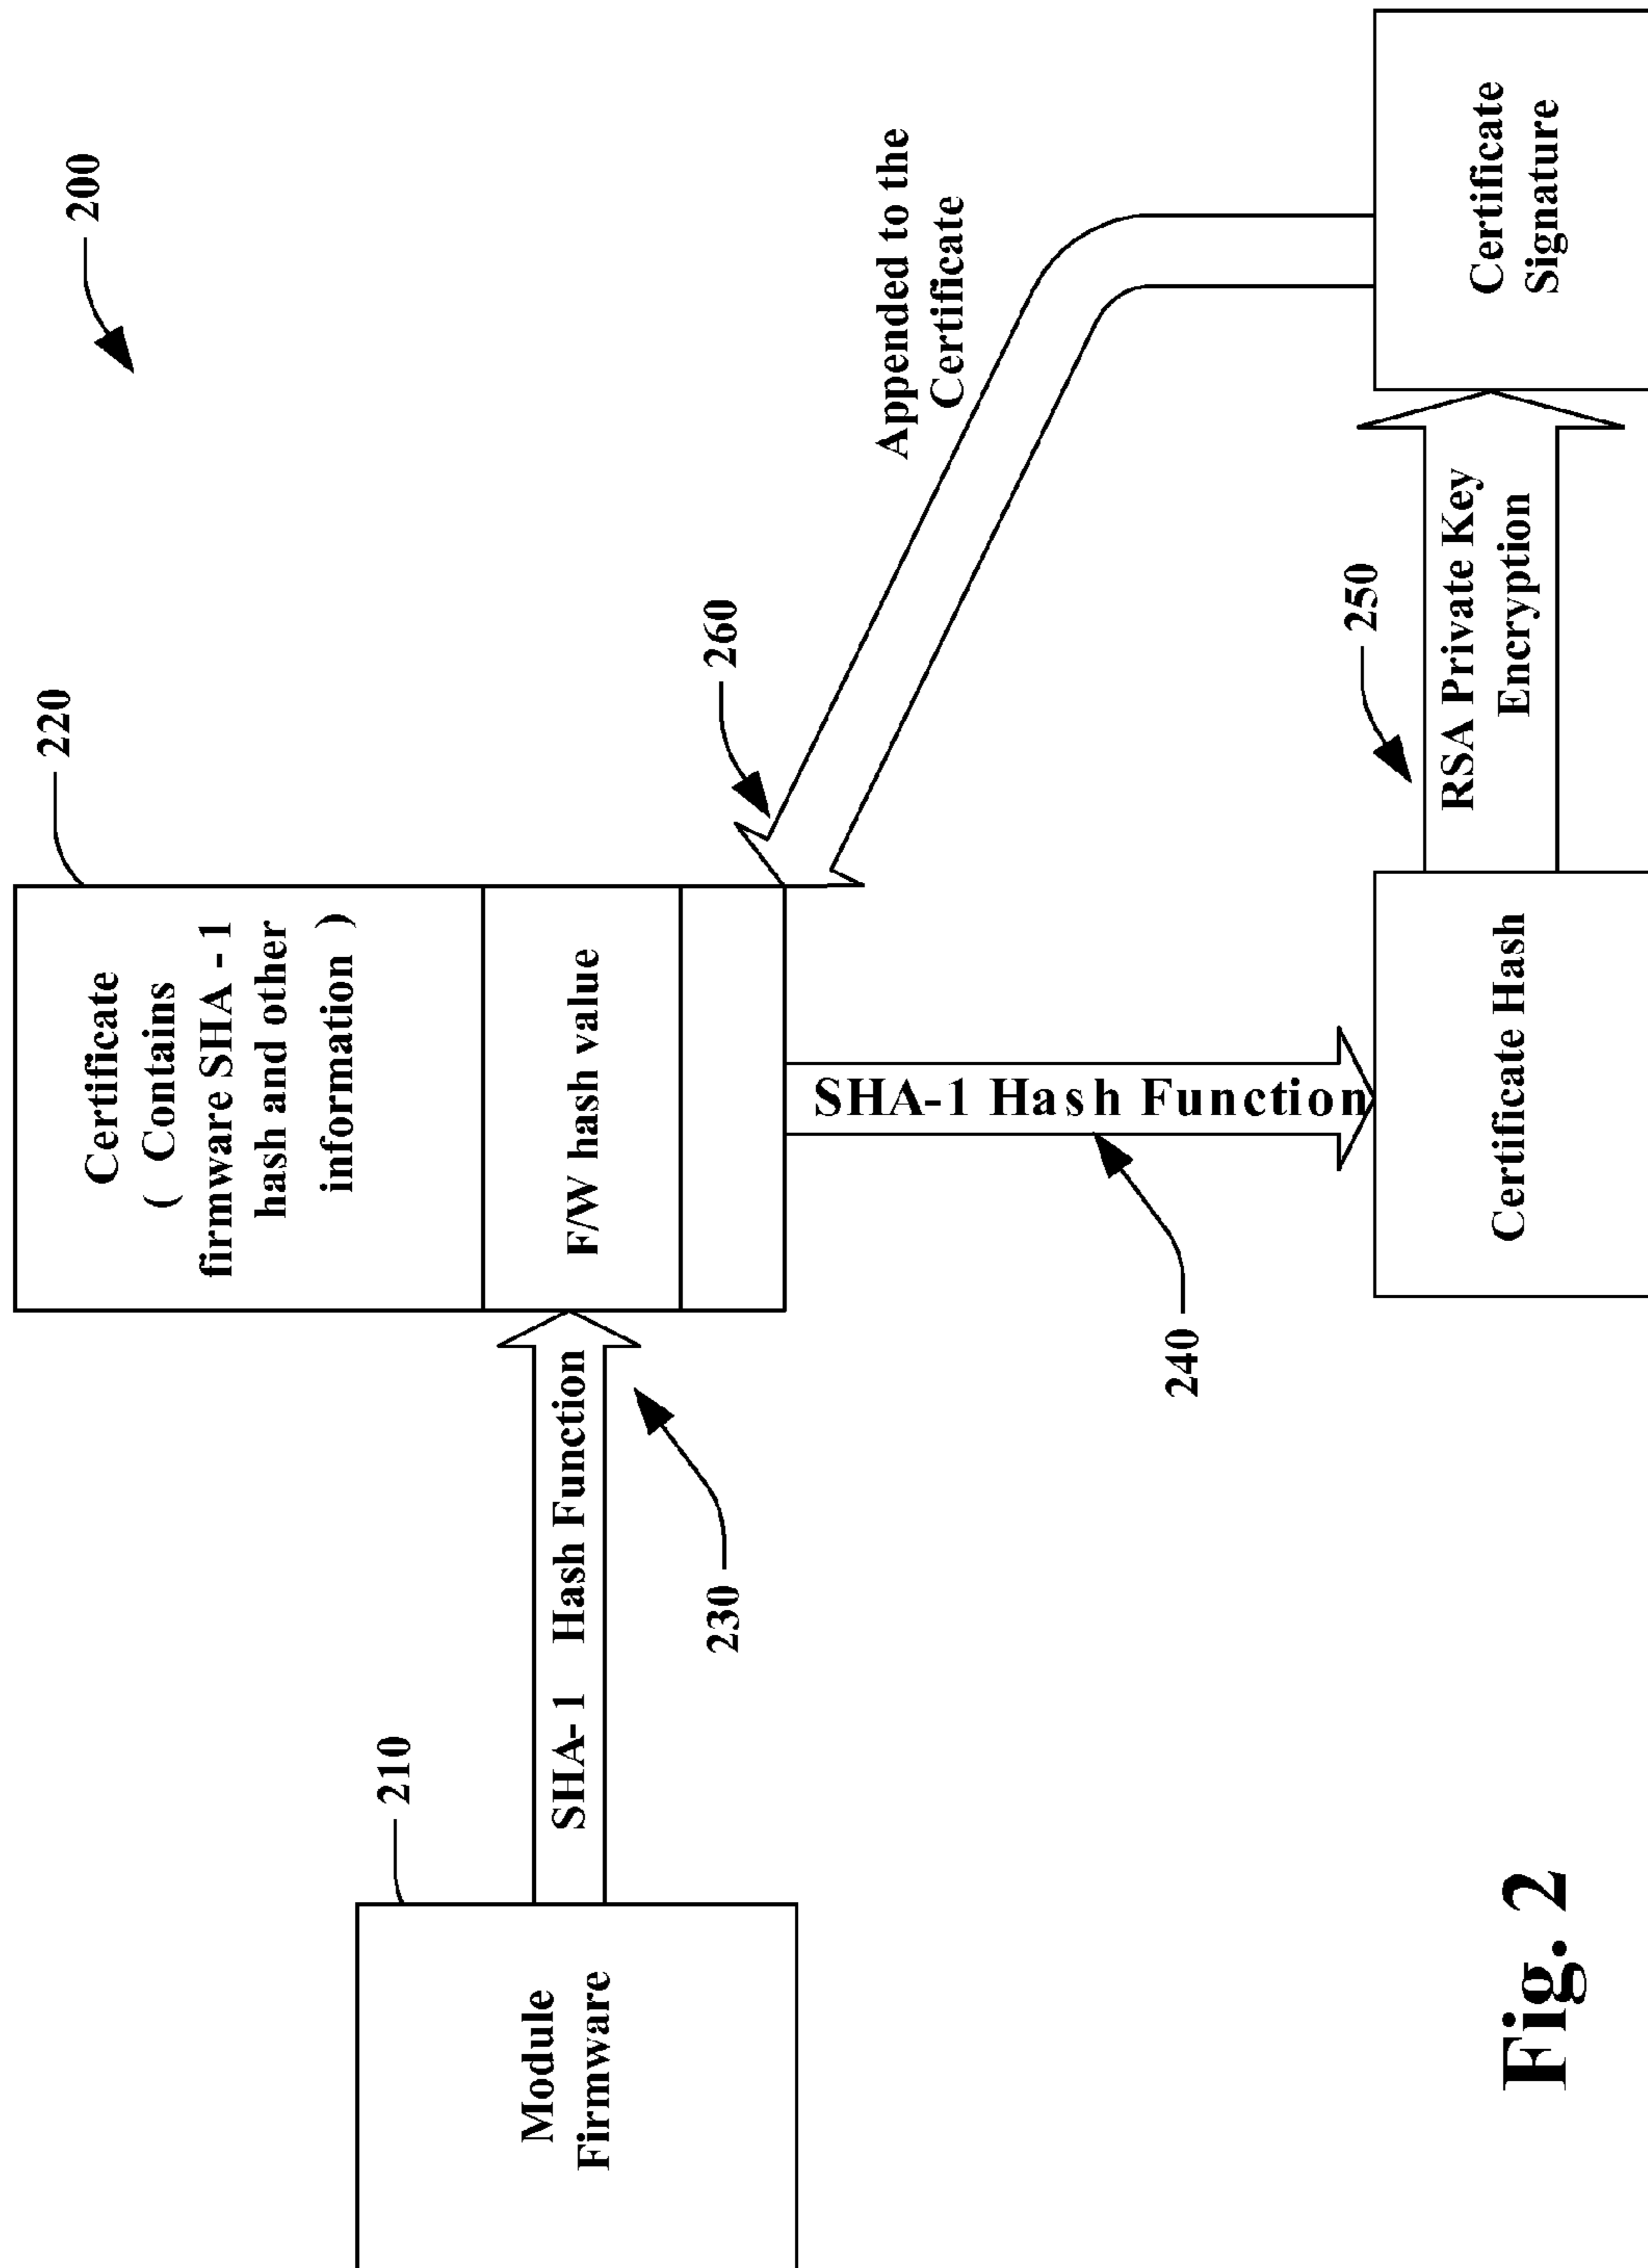 200
220
Certificate
( Contains
firmware SHA - 1
hash and other
information )
210
Module
Firmware
SHA- 1 Hash Function
F/W hash value
230
260
Appended to the
Certificate
SHA-1 Hash Function
240
250
Certificate Hash
RSA Private Key
Encryption
Certificate
Signature
Fig. 2